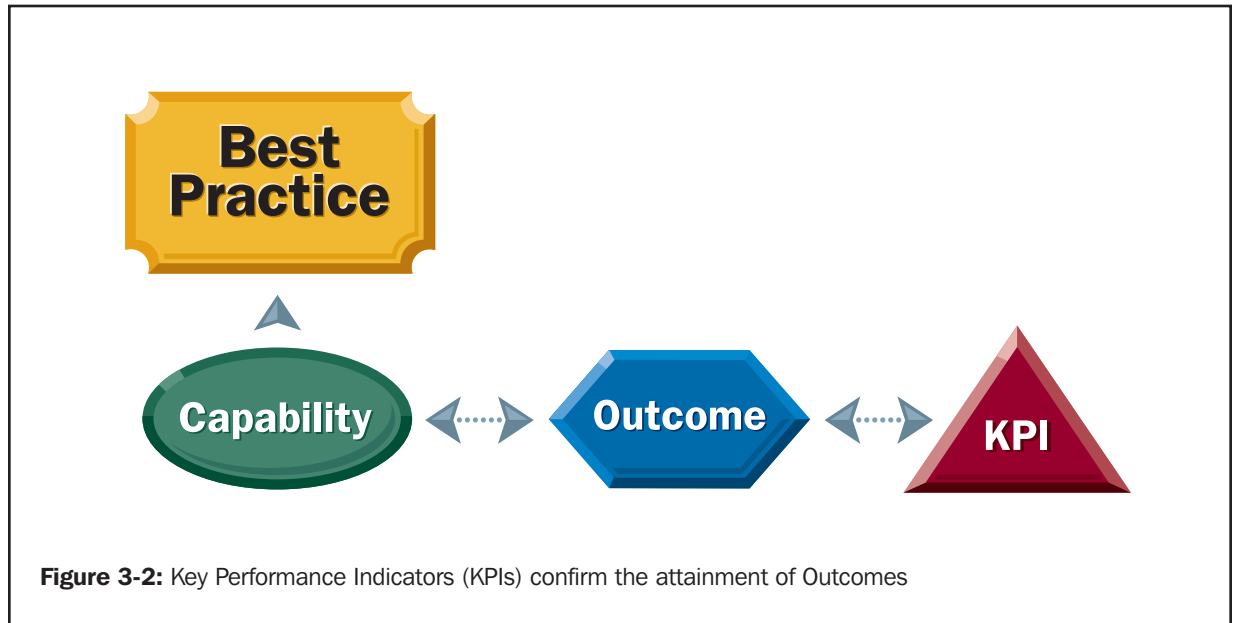 Best
Practice
Capability
Outcome
KPI
Figure 3-2: Key Performance Indicators (KPIs) confirm the attainment of Outcomes